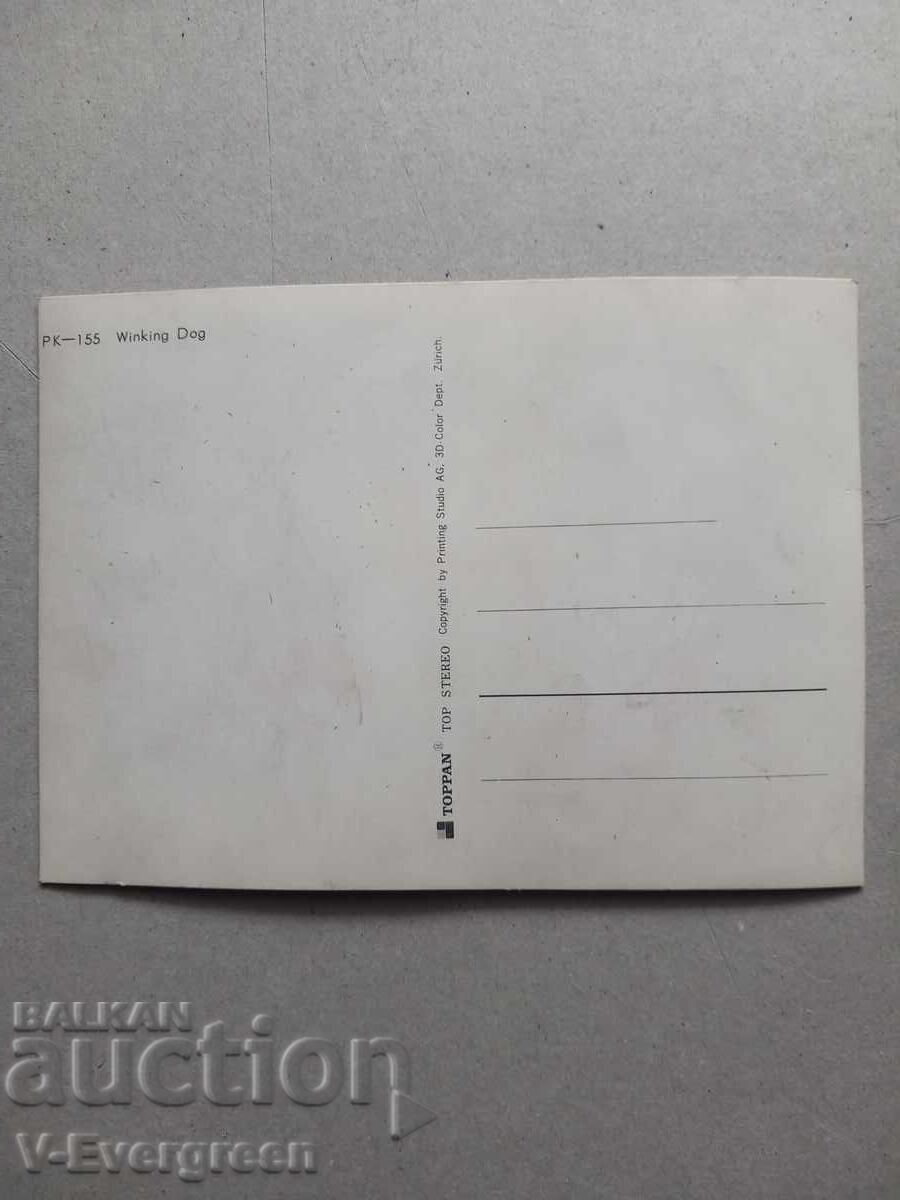 PK—155 Winking Dog
TOPPAN® TOP STEREO Copyright by Printing Studio AG, 3D-Color Dept. Zürich.
BALKAN
auction
V-Evergreen